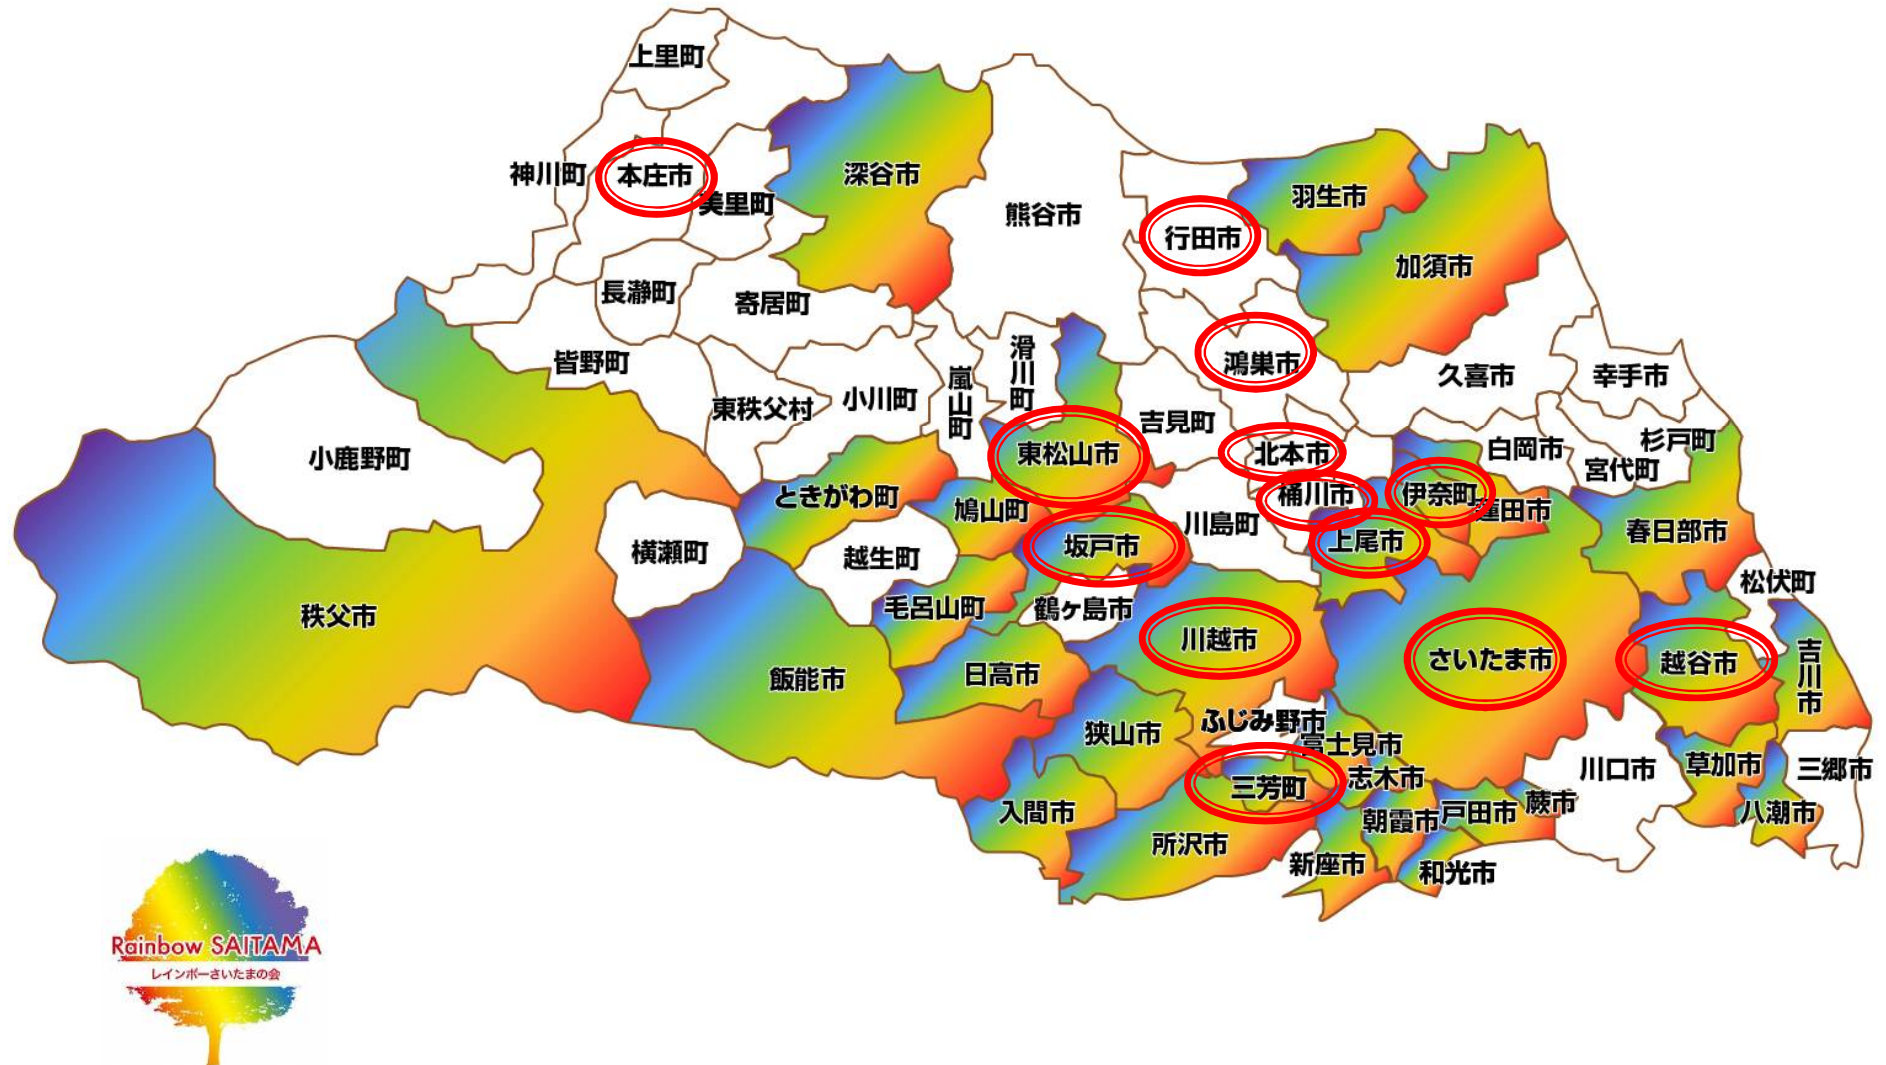 上里町
神川町
本庄市
美里町
深谷市
熊谷市
行田市
羽生市
加須市
長瀞町
寄居町
皆野町
東秩父村
小川町
嵐山町
滑川町
吉見町
鴻巣市
久喜市
幸手市
小鹿野町
ときがわ町
鳩山町
東松山市
北本市
桶川市
伊奈町
蓮田市
白岡市
宮代町
杉戸町
横瀬町
越生町
坂戸市
川島町
上尾市
春日部市
松伏町
秩父市
毛呂山町
鶴ヶ島市
川越市
さいたま市
越谷市
吉川市
飯能市
日高市
狭山市
ふじみ野市
富士見市
三芳町
志木市
川口市
草加市
三郷市
入間市
所沢市
朝霞市
戸田市
蕨市
八潮市
新座市
和光市
Rainbow SAITAMA
レインボーさいたまの会